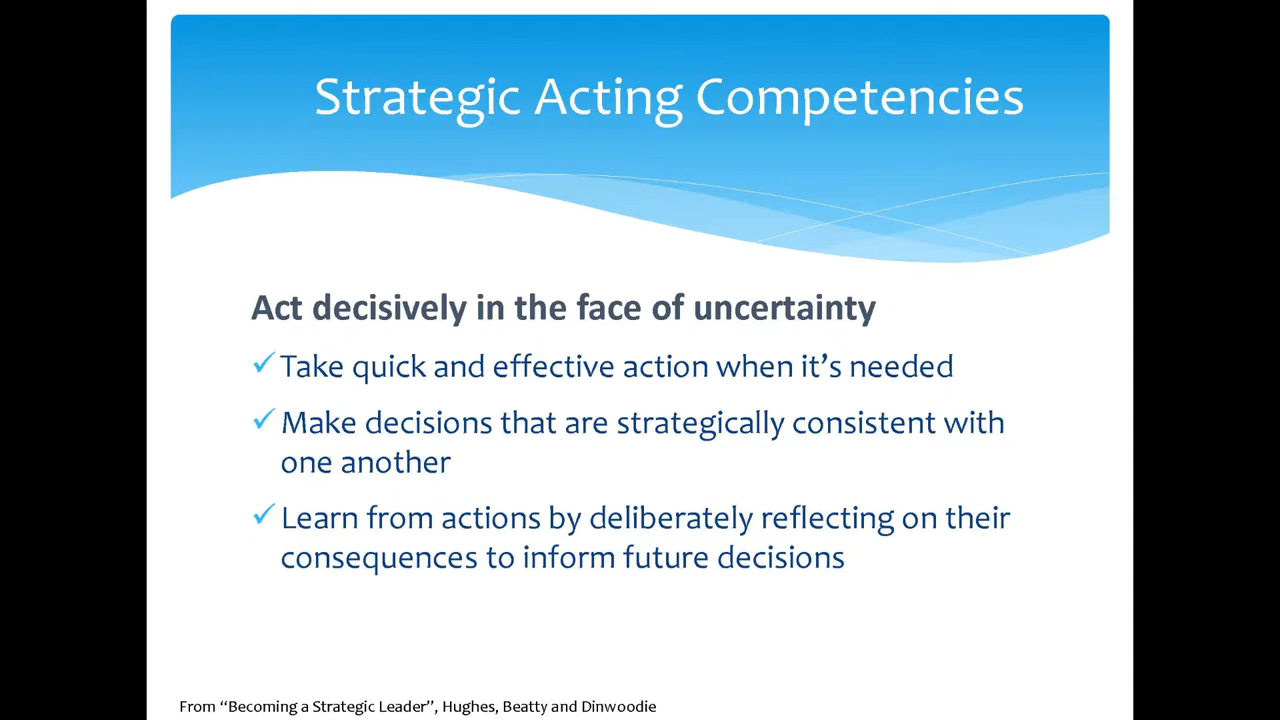 Strategic Acting Competencies
Act decisively in the face of uncertainty
✓ Take quick and effective action when it’s needed
✓ Make decisions that are strategically consistent with
one another
✓ Learn from actions by deliberately reflecting on their
consequences to inform future decisions
From “Becoming a Strategic Leader”, Hughes, Beatty and Dinwoodie